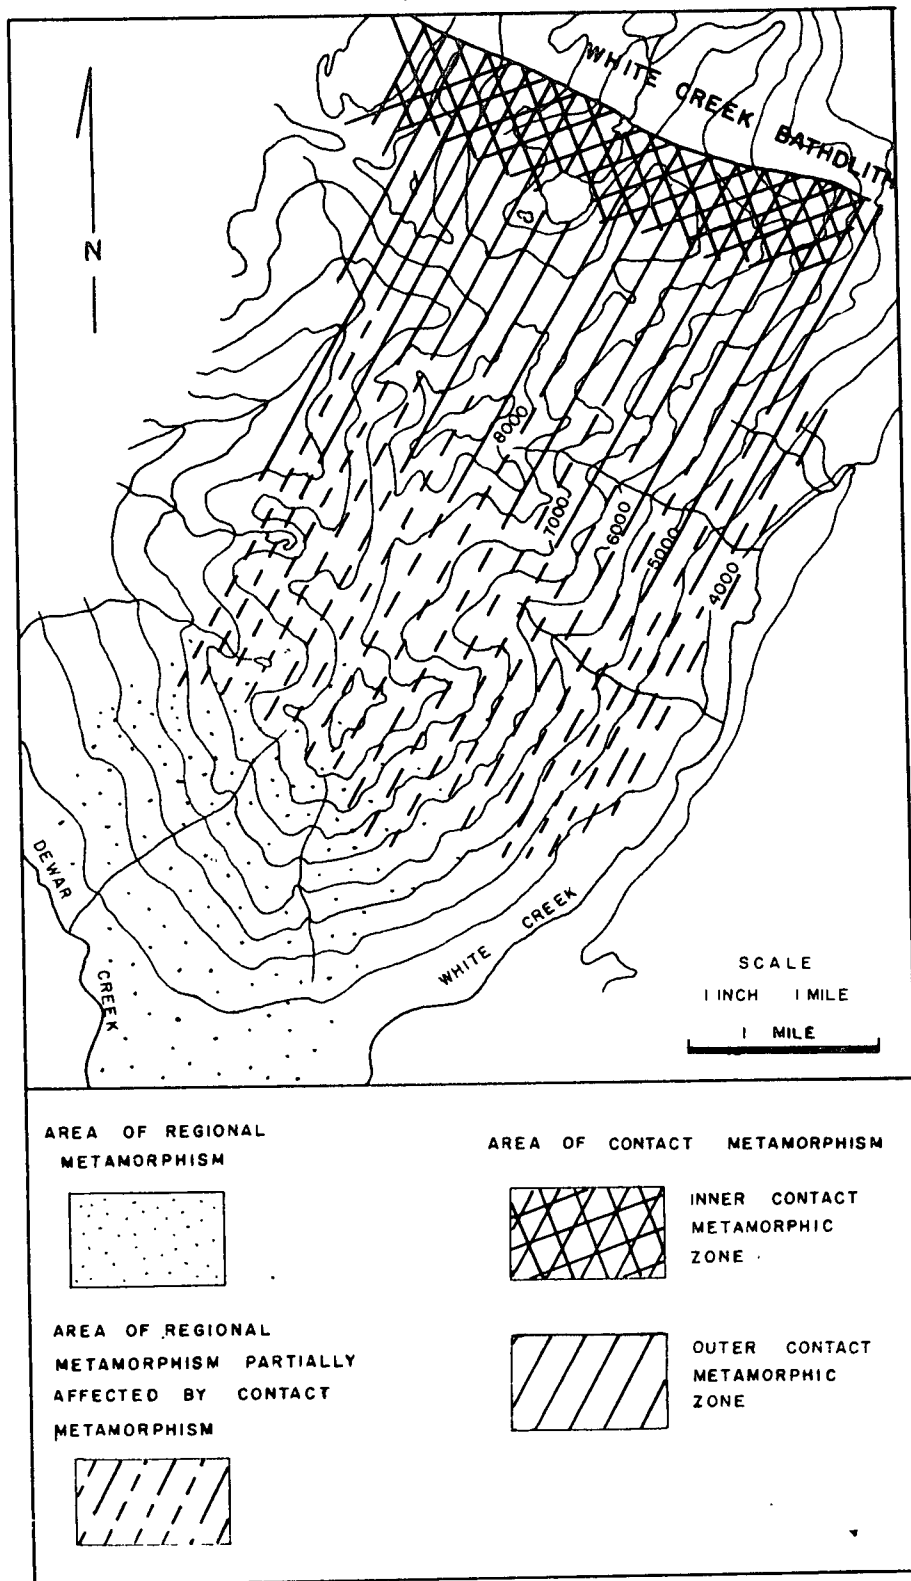 WHITE CREEK BATHOLITH
N
8000
7000
6000
5000
4000
DEWAR CREEK
WHITE CREEK
SCALE
1 INCH 1 MILE
1 MILE
AREA OF REGIONAL
METAMORPHISM
AREA OF CONTACT METAMORPHISM
INNER CONTACT
METAMORPHIC
ZONE
AREA OF REGIONAL
METAMORPHISM PARTIALLY
AFFECTED BY CONTACT
METAMORPHISM
OUTER CONTACT
METAMORPHIC
ZONE